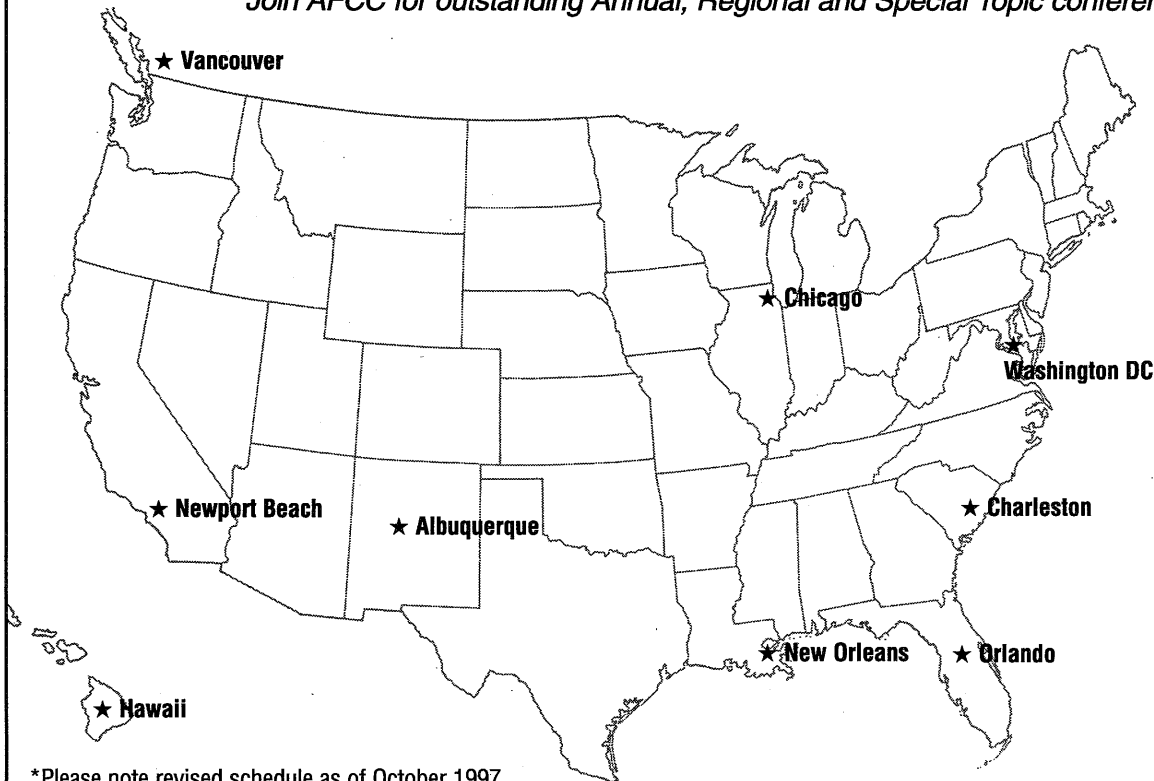 Join AFCC for outstanding Annual, Regional and Special Topic
★ Vancouver
★ Chicago
★
Washington DC
★ Newport Beach
★ Albuquerque
★ Charleston
★ New Orleans
★ Orlando
★ Hawaii
*Please note revised schedule as of October 1997